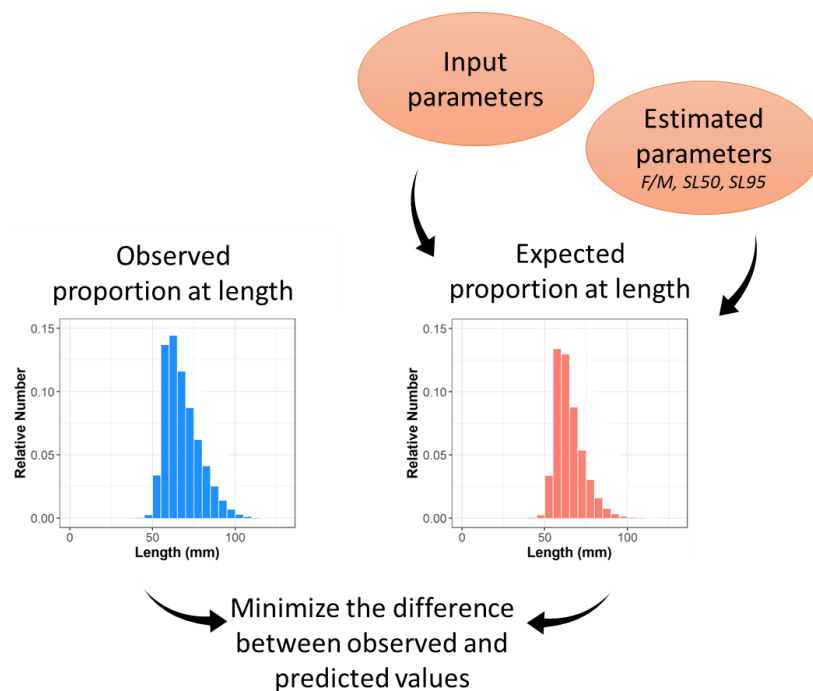 Input
parameters
Estimated
parameters
F/M, SL50, SL95
Observed
proportion at length
Expected
proportion at length
0.15
0.10
0.05
0.00
Relative Number
0
50
100
Length (mm)
0.15
0.10
0.05
0.00
Relative Number
0
50
100
Length (mm)
Minimize the difference
between observed and
predicted values